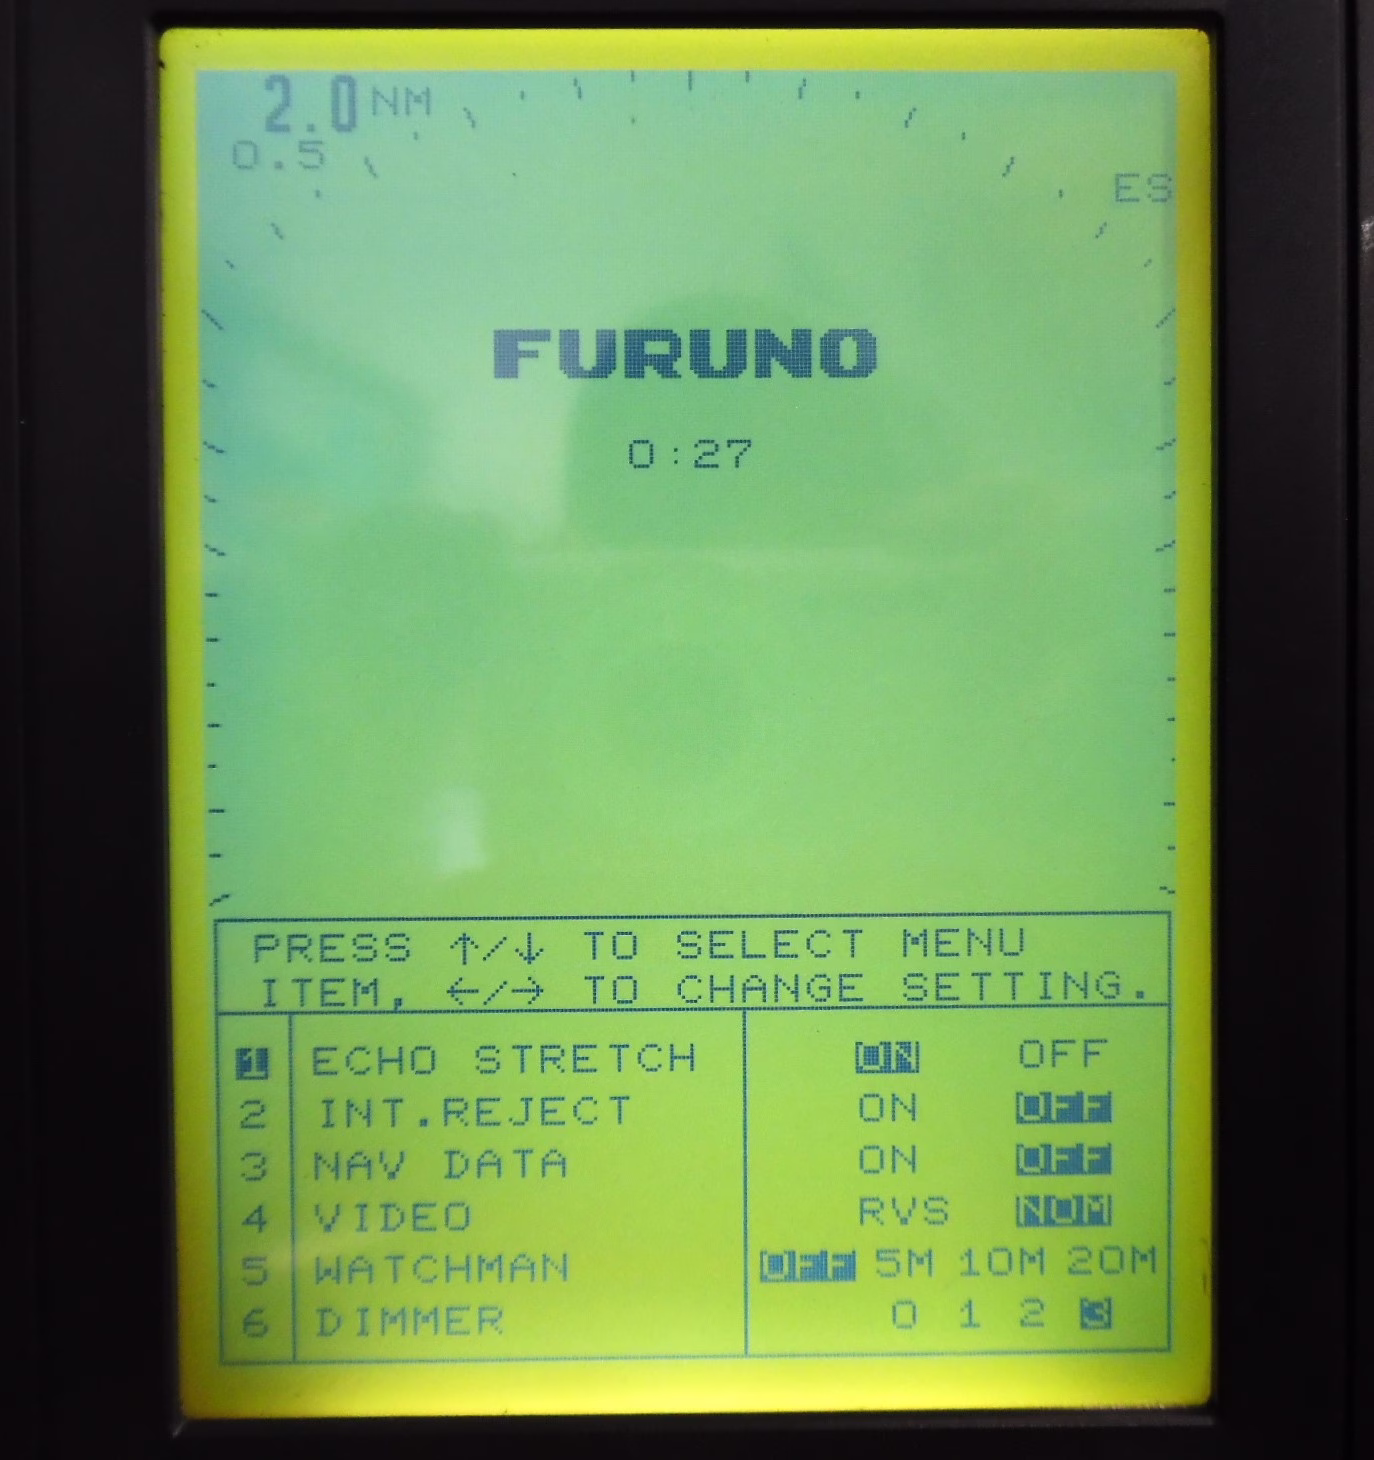 2.0 NM
0.5
ES
FURUNO
0:27
PRESS ↑/↓ TO SELECT MENU
ITEM, ←/→ TO CHANGE SETTING.
1 ECHO STRETCH ON OFF
2 INT.REJECT ON OFF
3 NAV DATA ON OFF
4 VIDEO RVS NOM
5 WATCHMAN OFF 5M 10M 20M
6 DIMMER 0 1 2 3